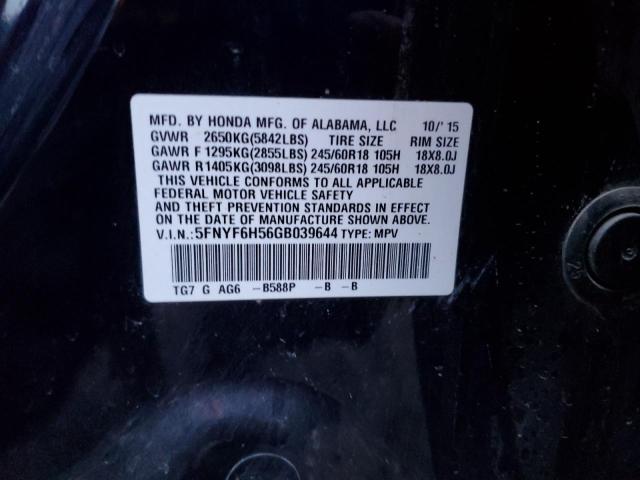 MFD. BY HONDA MFG. OF ALABAMA, LLC 10/'15
GVWR 2650KG(5842LBS) TIRE SIZE RIM SIZE
GAWR F 1295KG(2855LBS) 245/60R18 105H 18X8.0J
GAWR R 1405KG(3098LBS) 245/60R18 105H 18X8.0J
THIS VEHICLE CONFORMS TO ALL APPLICABLE
FEDERAL MOTOR VEHICLE SAFETY
AND THEFT PREVENTION STANDARDS IN EFFECT
ON THE DATE OF MANUFACTURE SHOWN ABOVE.
V.I.N.: 5FNYF6H56GB039644 TYPE: MPV
TG7 G AG6 -B588P -B -B